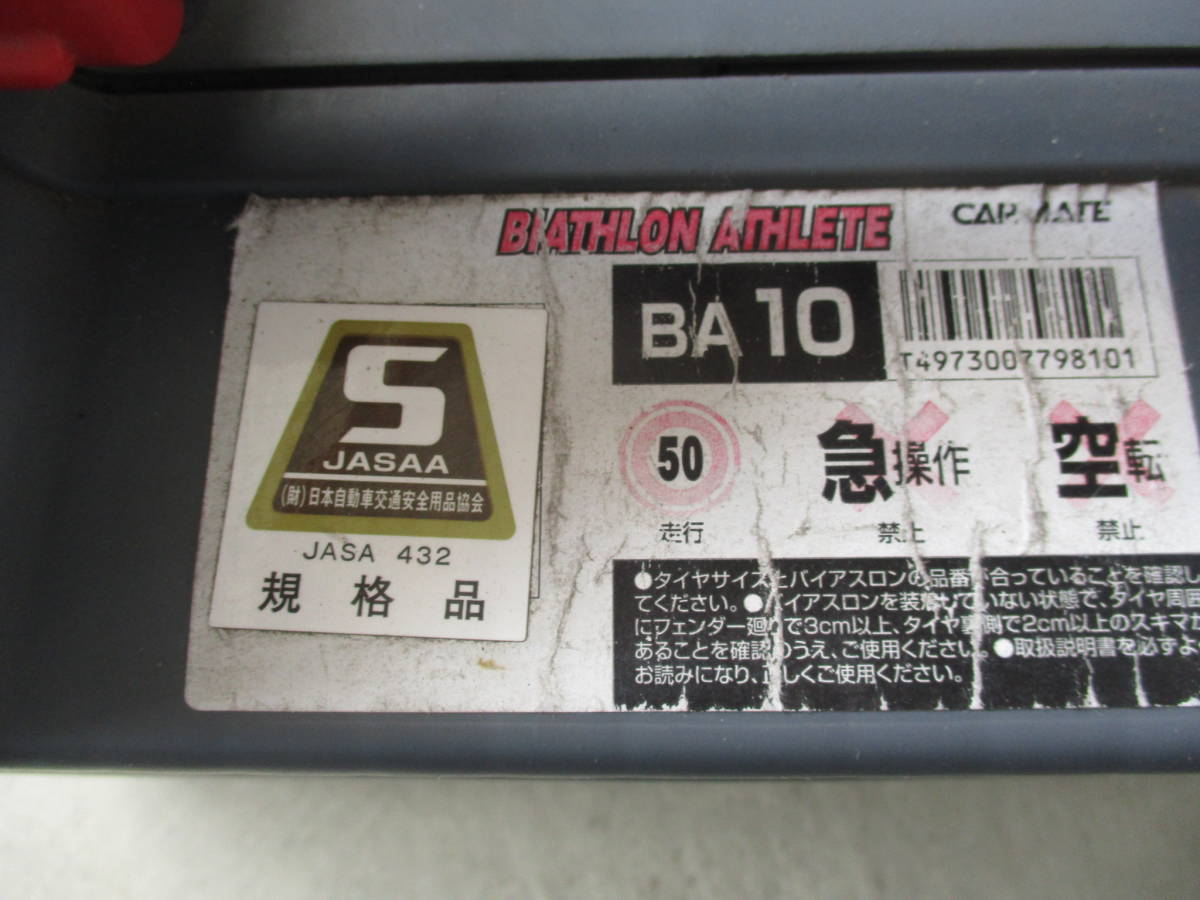 BIATHLON ATHLETE
CAR MATE
BA 10
T4973007798101
S
JASAA
(財)日本自動車交通安全用品協会
JASA 432
規格品
50
走行
急操作
禁止
空転
禁止
●タイヤサイズとバイアスロンの品番が合っていることを確認し
てください。●バイアスロンを装着していない状態で、タイヤ周囲
にフェンダー廻りで3cm以上、タイヤ裏側で2cm以上のスキマが
あることを確認のうえ、ご使用ください。●取扱説明書を必ずよ
お読みになり、正しくご使用ください。